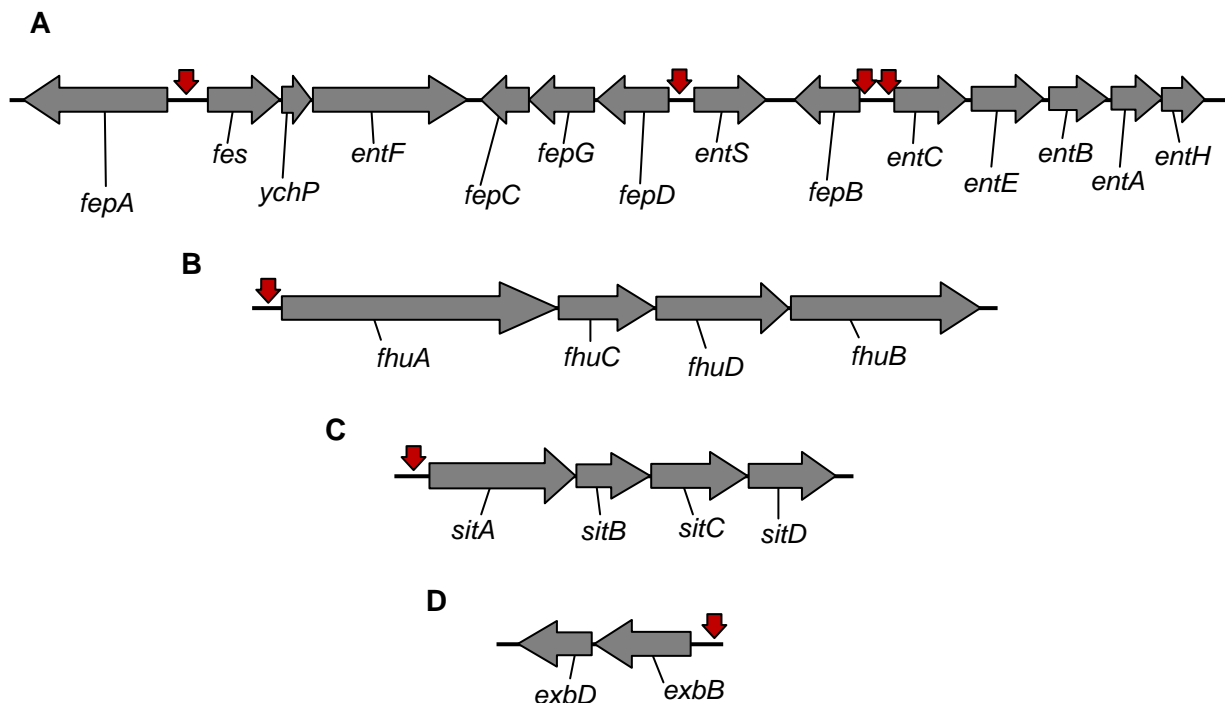 A
fes
entF
fepG
entS
entC
entB
entH
fepA
ychP
fepC
fepD
fepB
entE
entA
B
fhuA
fhuC
fhuD
fhuB
C
sitA
sitB
sitC
sitD
D
exbD
exbB